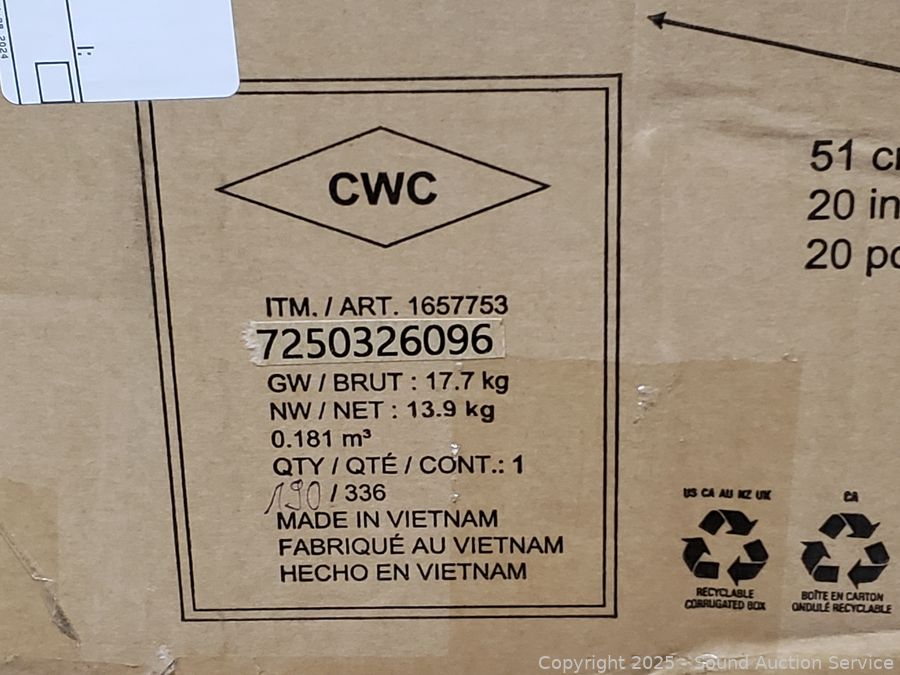 2024
CWC
51
20 in
20
ITM. / ART. 1657753
7250326096
GW / BRUT : 17.7 kg
NW / NET : 13.9 kg
0.181 m³
QTY / QTÉ / CONT.: 1
190 / 336
MADE IN VIETNAM
FABRIQUÉ AU VIETNAM
HECHO EN VIETNAM
US CA AU NZ UK
RECYCLABLE
CORRUGATED BOX
CA
BOÎTE EN CARTON
ONDULÉ RECYCLABLE
Copyright 2025 - Sound Auction Service